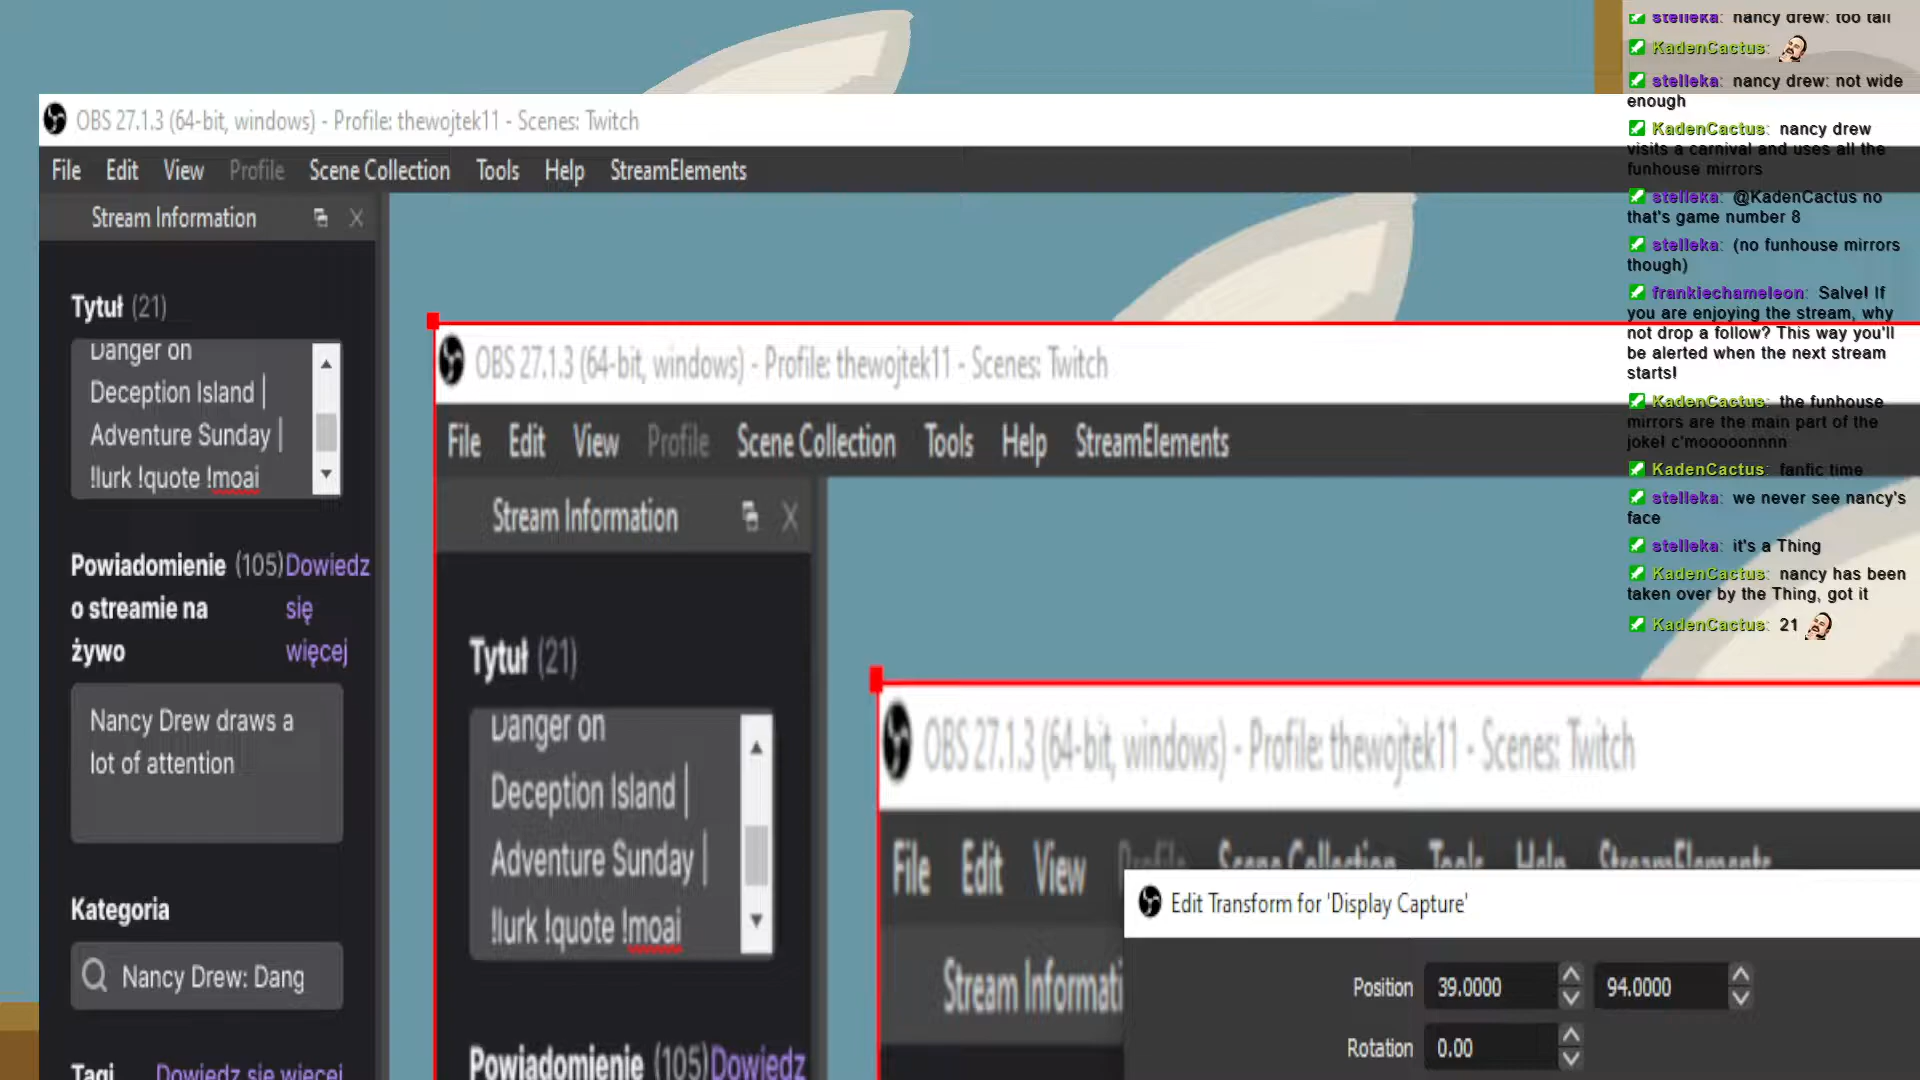 OBS 27.1.3 (64-bit, windows) - Profile: thewojtek11 - Scenes: Twitch
File Edit View Profile Scene Collection Tools Help StreamElements
Stream Information
Tytuł (21)
Danger on
Deception Island |
Adventure Sunday |
!lurk !quote !moai
Powiadomienie (105) Dowiedz
o streamie na się
żywo więcej
Nancy Drew draws a
lot of attention
Kategoria
Nancy Drew: Dang
Tagi Dowiedz się więcej
OBS 27.1.3 (64-bit, windows) - Profile: thewojtek11 - Scenes: Twitch
File Edit View Profile Scene Collection Tools Help StreamElements
Stream Information
Tytuł (21)
Danger on
Deception Island |
Adventure Sunday |
!lurk !quote !moai
Powiadomienie (105) Dowiedz
OBS 27.1.3 (64-bit, windows) - Profile: thewojtek11 - Scenes: Twitch
File Edit View Profile Scene Collection Tools Help StreamElements
Stream Informati
Edit Transform for 'Display Capture'
Position 39.0000 94.0000
Rotation 0.00
stelleka: nancy drew: too tall
KadenCactus:
stelleka: nancy drew: not wide
enough
KadenCactus: nancy drew
visits a carnival and uses all the
funhouse mirrors
stelleka: @KadenCactus no
that's game number 8
stelleka: (no funhouse mirrors
though)
frankiechameleon: Salve! If
you are enjoying the stream, why
not drop a follow? This way you'll
be alerted when the next stream
starts!
KadenCactus: the funhouse
mirrors are the main part of the
joke! c'mooooonnnn
KadenCactus: fanfic time
stelleka: we never see nancy's
face
stelleka: it's a Thing
KadenCactus: nancy has been
taken over by the Thing, got it
KadenCactus: 21